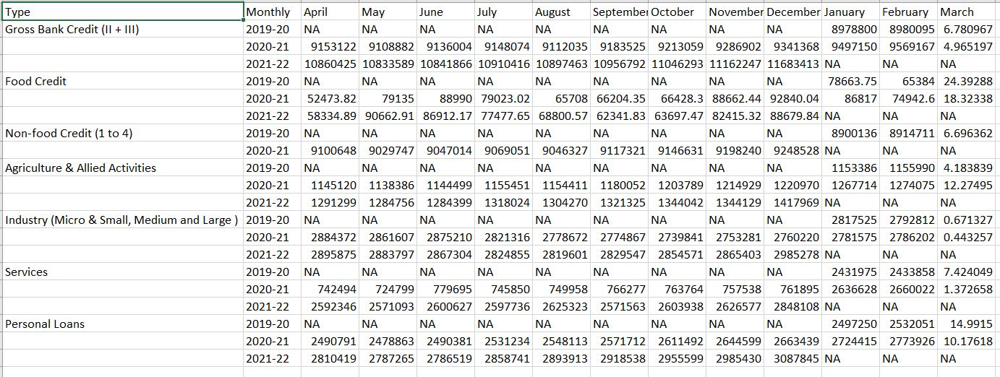 Type Monthly April May June July August September October November December January February March
Gross Bank Credit (II + III) 2019-20 NA NA NA NA NA NA NA NA NA 8978800 8980095 6.780967
2020-21 9153122 9108882 9136004 9148074 9112035 9183525 9213059 9286902 9341368 9497150 9569167 4.965197
2021-22 10860425 10833589 10841866 10910416 10897463 10956792 11046293 11162247 11683413 NA NA NA
Food Credit 2019-20 NA NA NA NA NA NA NA NA NA 78663.75 65384 24.39288
2020-21 52473.82 79135 88990 79023.02 65708 66204.35 66428.3 88662.44 92840.04 86817 74942.6 18.32338
2021-22 58334.89 90662.91 86912.17 77477.65 68800.57 62341.83 63697.47 82415.32 88679.84 NA NA NA
Non-food Credit (1 to 4) 2019-20 NA NA NA NA NA NA NA NA NA 8900136 8914711 6.696362
2020-21 9100648 9029747 9047014 9069051 9046327 9117321 9146631 9198240 9248528 NA NA NA
Agriculture & Allied Activities 2019-20 NA NA NA NA NA NA NA NA NA 1153386 1155990 4.183839
2020-21 1145120 1138386 1144499 1155451 1154411 1180052 1203789 1214929 1220970 1267714 1274075 12.27495
2021-22 1291299 1284756 1284399 1318024 1304270 1321325 1344042 1344129 1417969 NA NA NA
Industry (Micro & Small, Medium and Large ) 2019-20 NA NA NA NA NA NA NA NA NA 2817525 2792812 0.671327
2020-21 2884372 2861607 2875210 2821316 2778672 2774867 2739841 2753281 2760220 2781575 2786202 0.443257
2021-22 2895875 2883797 2867304 2824855 2819601 2829547 2854571 2865403 2985278 NA NA NA
Services 2019-20 NA NA NA NA NA NA NA NA NA 2431975 2433858 7.424049
2020-21 742494 724799 779695 745850 749958 766277 763764 757538 761895 2636628 2660022 1.372658
2021-22 2592346 2571093 2600627 2597736 2625323 2571563 2603938 2626577 2848108 NA NA NA
Personal Loans 2019-20 NA NA NA NA NA NA NA NA NA 2497250 2532051 14.9915
2020-21 2490791 2478863 2490381 2531234 2548113 2571712 2611492 2644599 2663439 2724415 2773926 10.17618
2021-22 2810419 2787265 2786519 2858741 2893913 2918538 2955599 2985430 3087845 NA NA NA